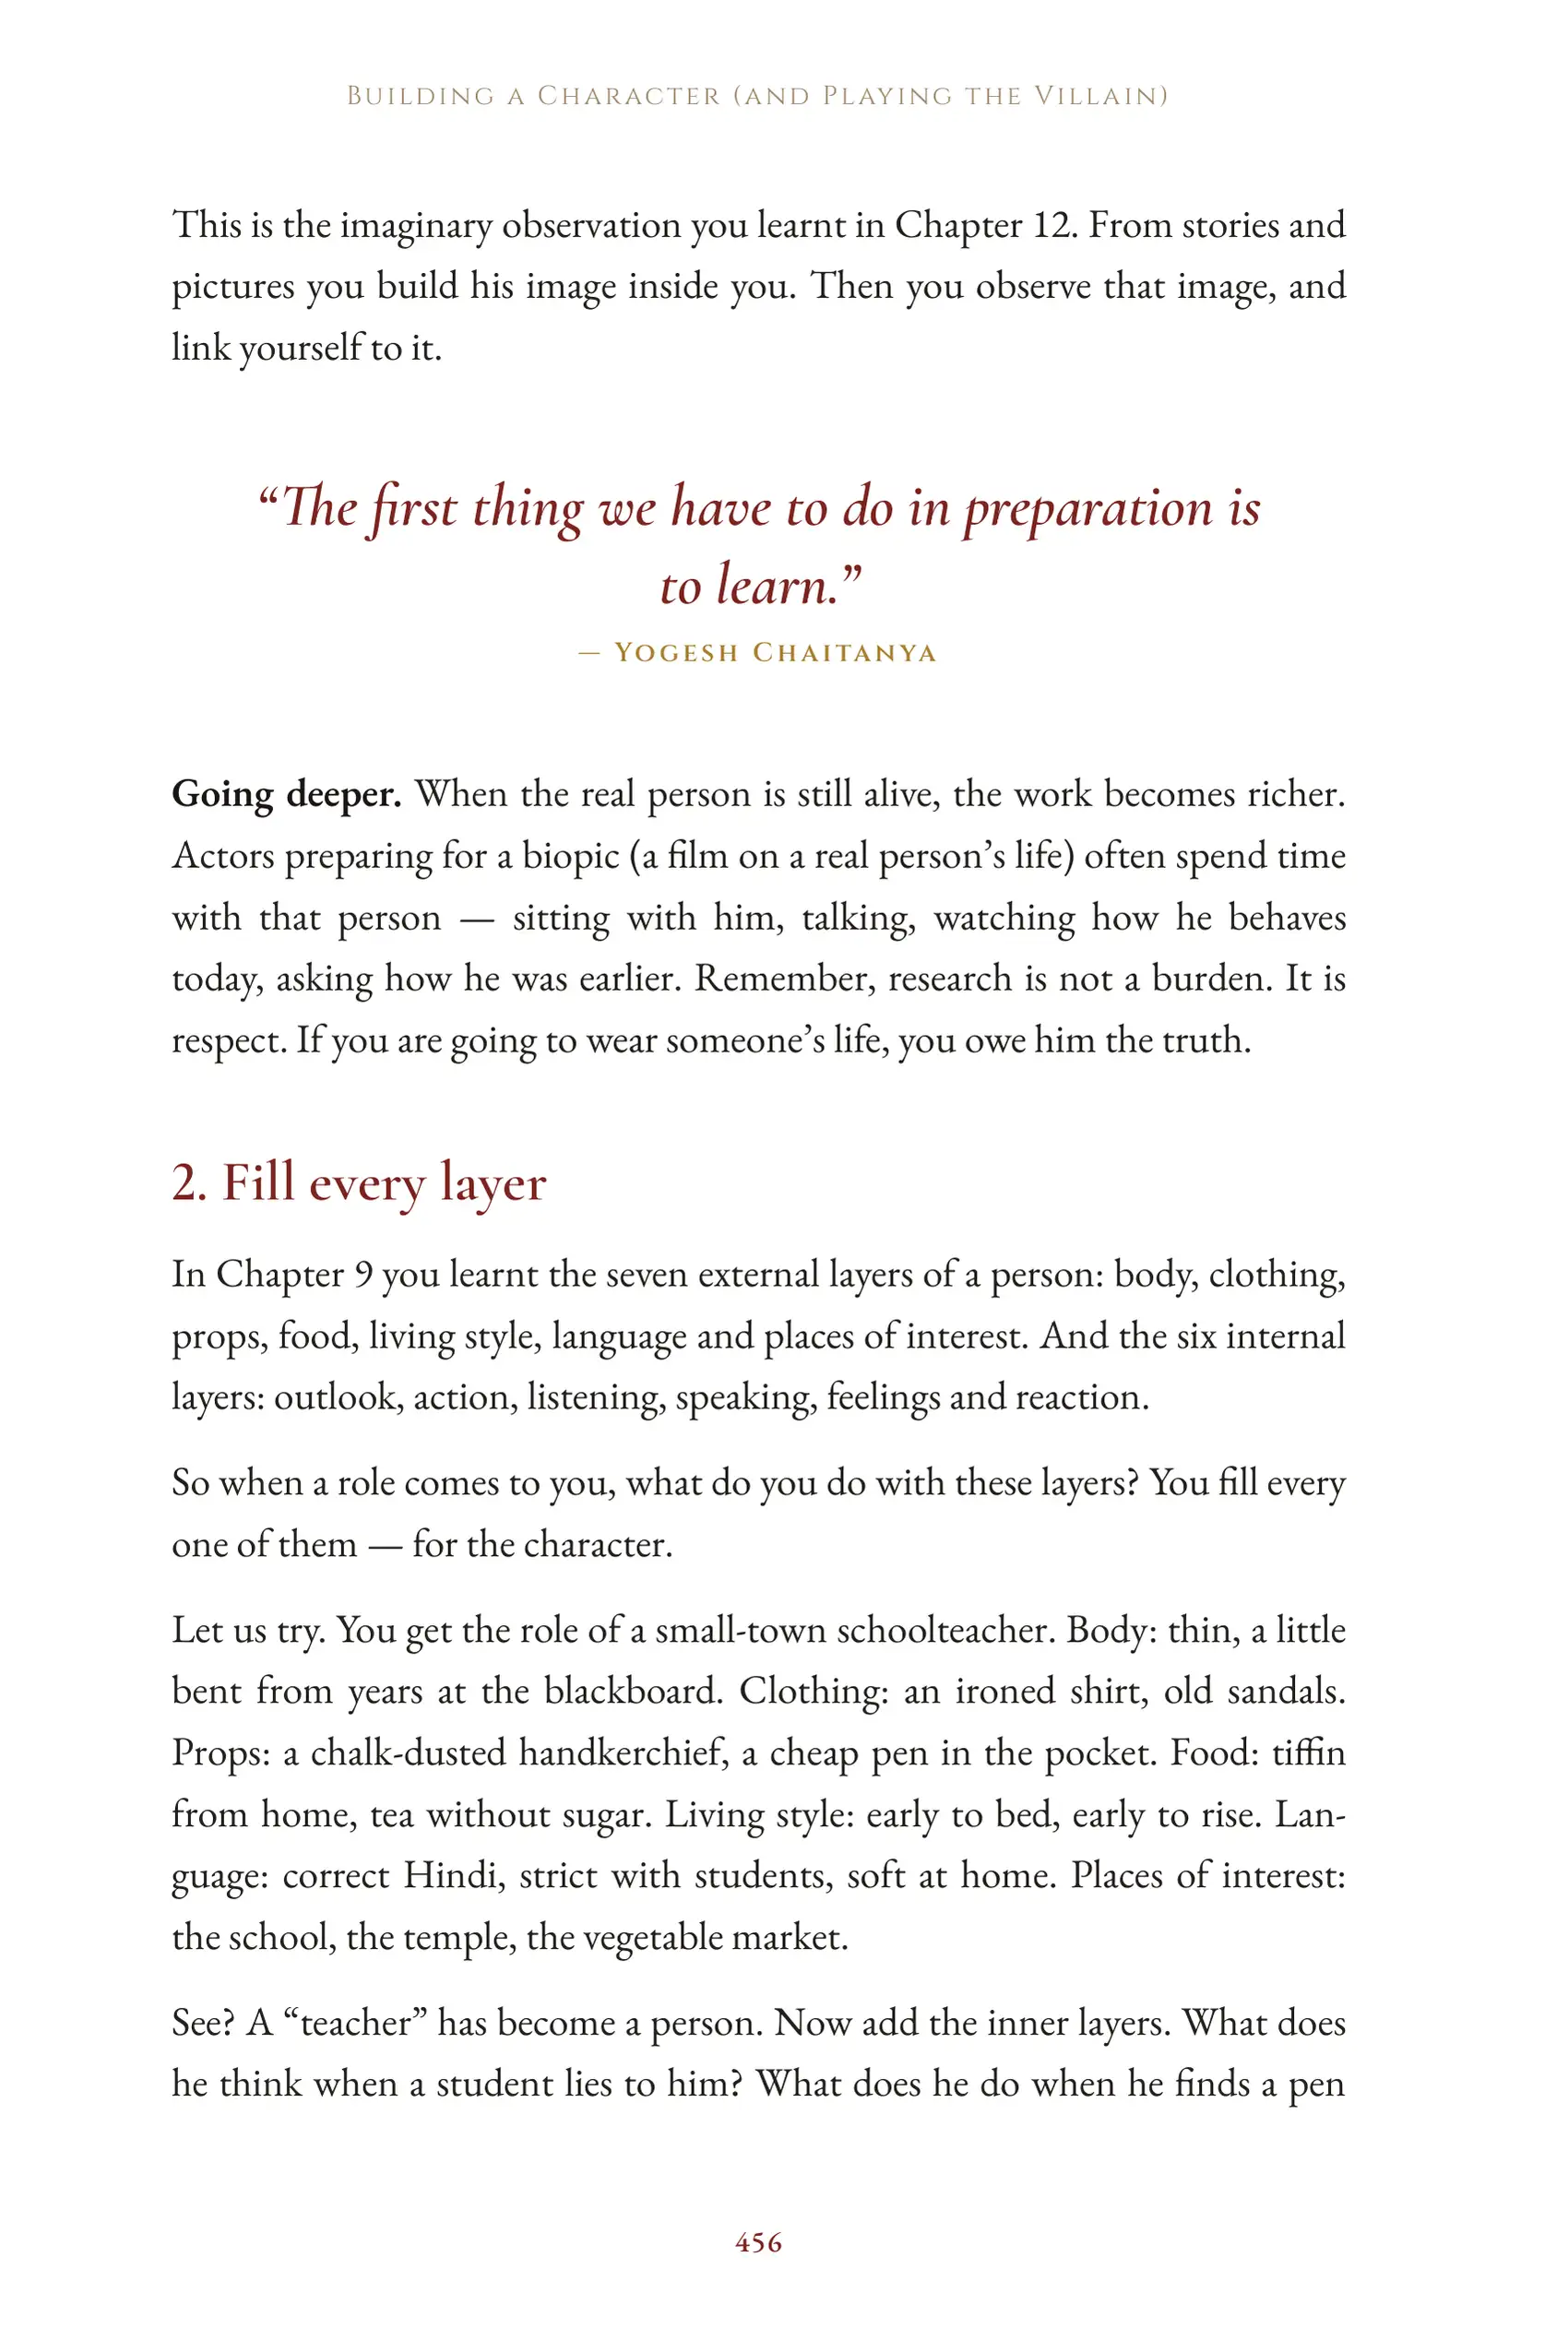 Building a Character (and Playing the Villain)
This is the imaginary observation you learnt in Chapter 12. From stories and
pictures you build his image inside you. Then you observe that image, and
link yourself to it.
“The first thing we have to do in preparation is
to learn.”
— Yogesh Chaitanya
Going deeper. When the real person is still alive, the work becomes richer.
Actors preparing for a biopic (a film on a real person’s life) often spend time
with that person — sitting with him, talking, watching how he behaves
today, asking how he was earlier. Remember, research is not a burden. It is
respect. If you are going to wear someone’s life, you owe him the truth.
2. Fill every layer
In Chapter 9 you learnt the seven external layers of a person: body, clothing,
props, food, living style, language and places of interest. And the six internal
layers: outlook, action, listening, speaking, feelings and reaction.
So when a role comes to you, what do you do with these layers? You fill every
one of them — for the character.
Let us try. You get the role of a small-town schoolteacher. Body: thin, a little
bent from years at the blackboard. Clothing: an ironed shirt, old sandals.
Props: a chalk-dusted handkerchief, a cheap pen in the pocket. Food: tiffin
from home, tea without sugar. Living style: early to bed, early to rise. Lan-
guage: correct Hindi, strict with students, soft at home. Places of interest:
the school, the temple, the vegetable market.
See? A “teacher” has become a person. Now add the inner layers. What does
he think when a student lies to him? What does he do when he finds a pen
456